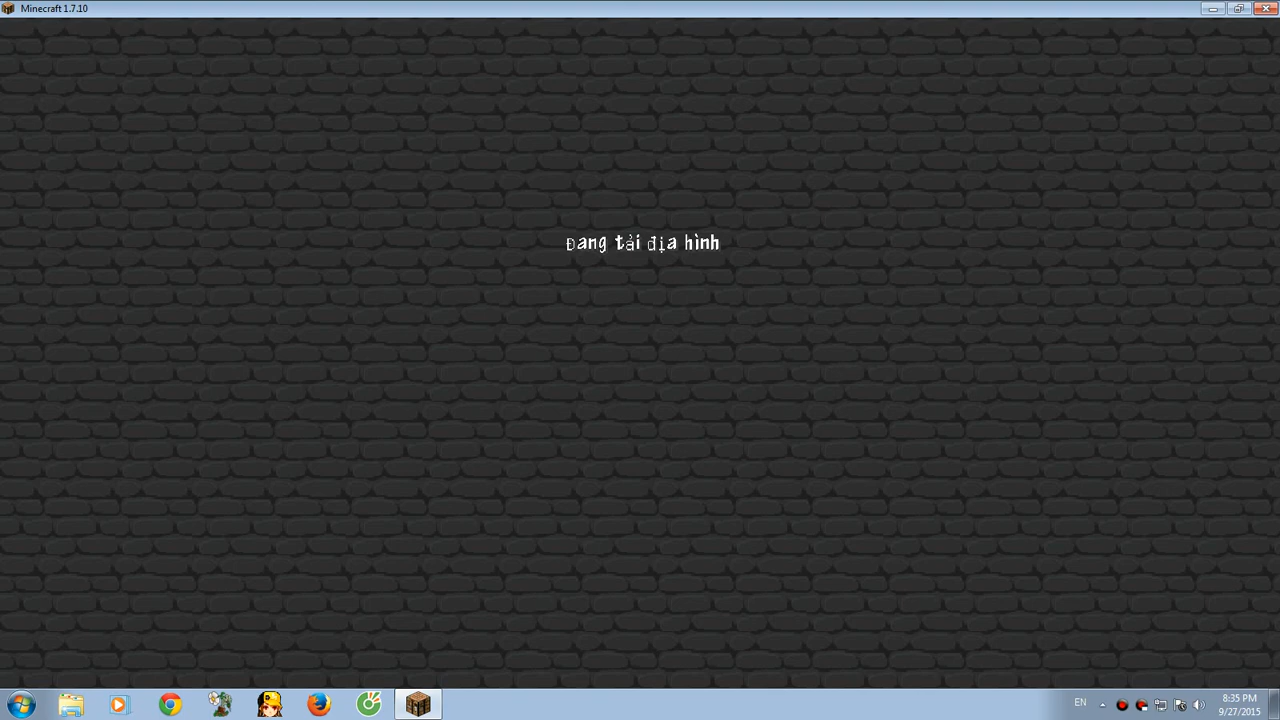 Minecraft 1.7.10
Đang tải địa hình
EN
8:35 PM
9/27/2015